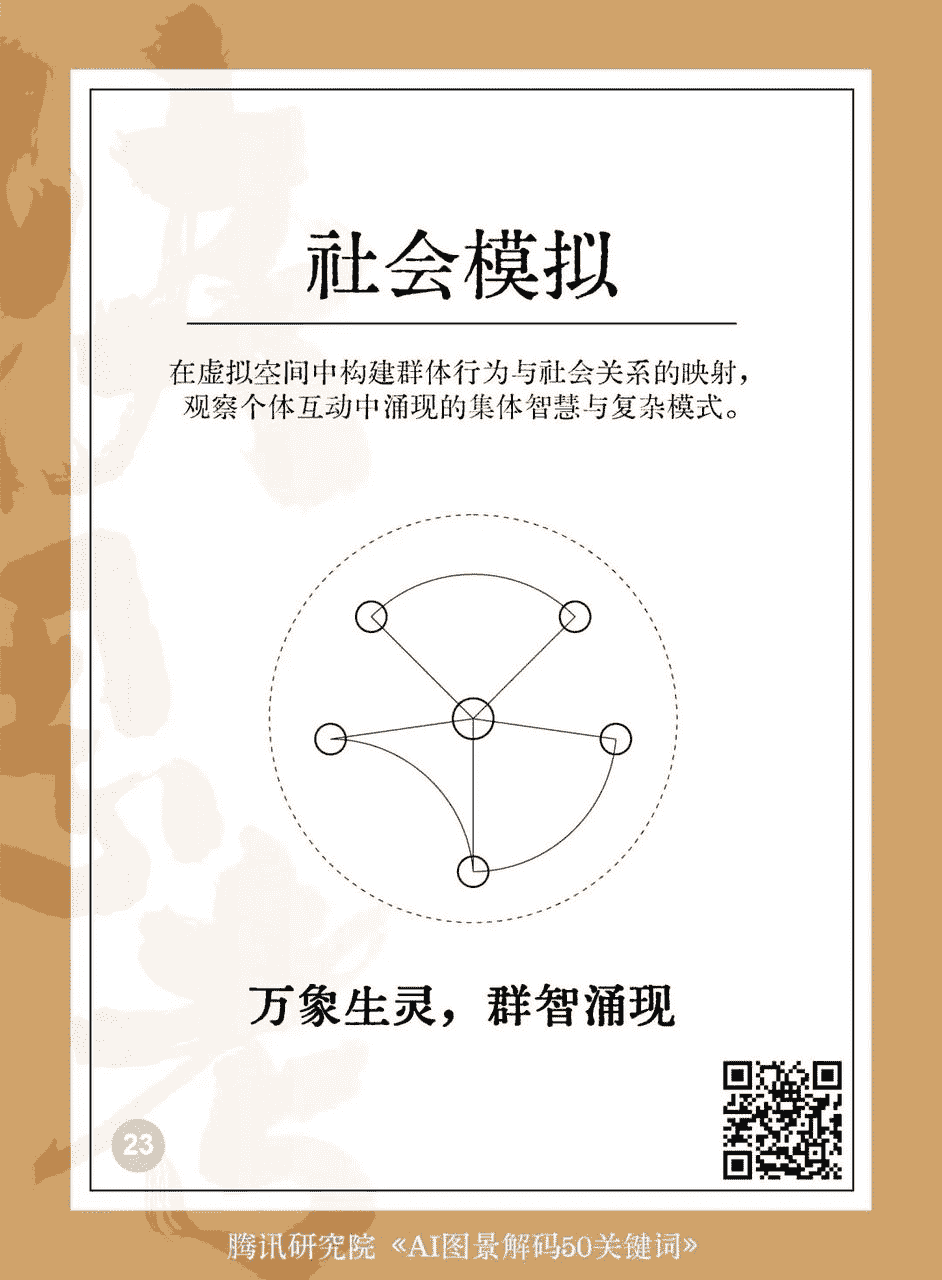 社会模拟
在虚拟空间中构建群体行为与社会关系的映射，
观察个体互动中涌现的集体智慧与复杂模式。
万象生灵，群智涌现
23
腾讯研究院《AI图景解码50关键词》